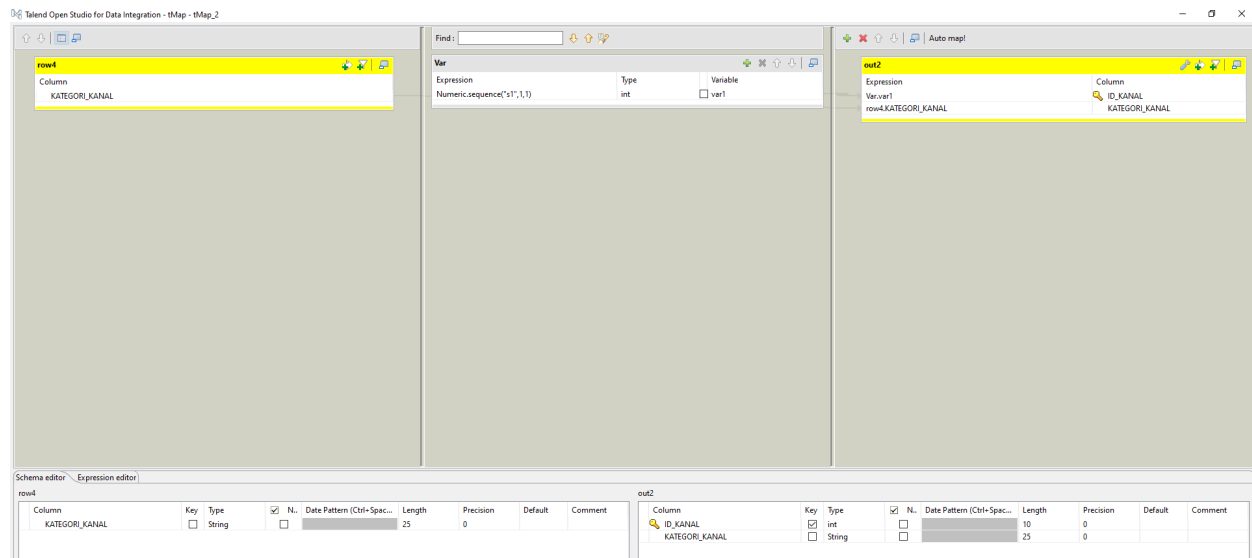 Talend Open Studio for Data Integration - tMap - tMap_2
Find :
Auto map!
row4
Column
KATEGORI_KANAL
Var
Expression Type Variable
Numeric.sequence("s1",1,1) int var1
out2
Expression Column
Var.var1 ID_KANAL
row4.KATEGORI_KANAL KATEGORI_KANAL
Schema editor Expression editor
row4
Column Key Type N.. Date Pattern (Ctrl+Spac... Length Precision Default Comment
KATEGORI_KANAL String 25 0
out2
Column Key Type N.. Date Pattern (Ctrl+Spac... Length Precision Default Comment
ID_KANAL int 10 0
KATEGORI_KANAL String 25 0